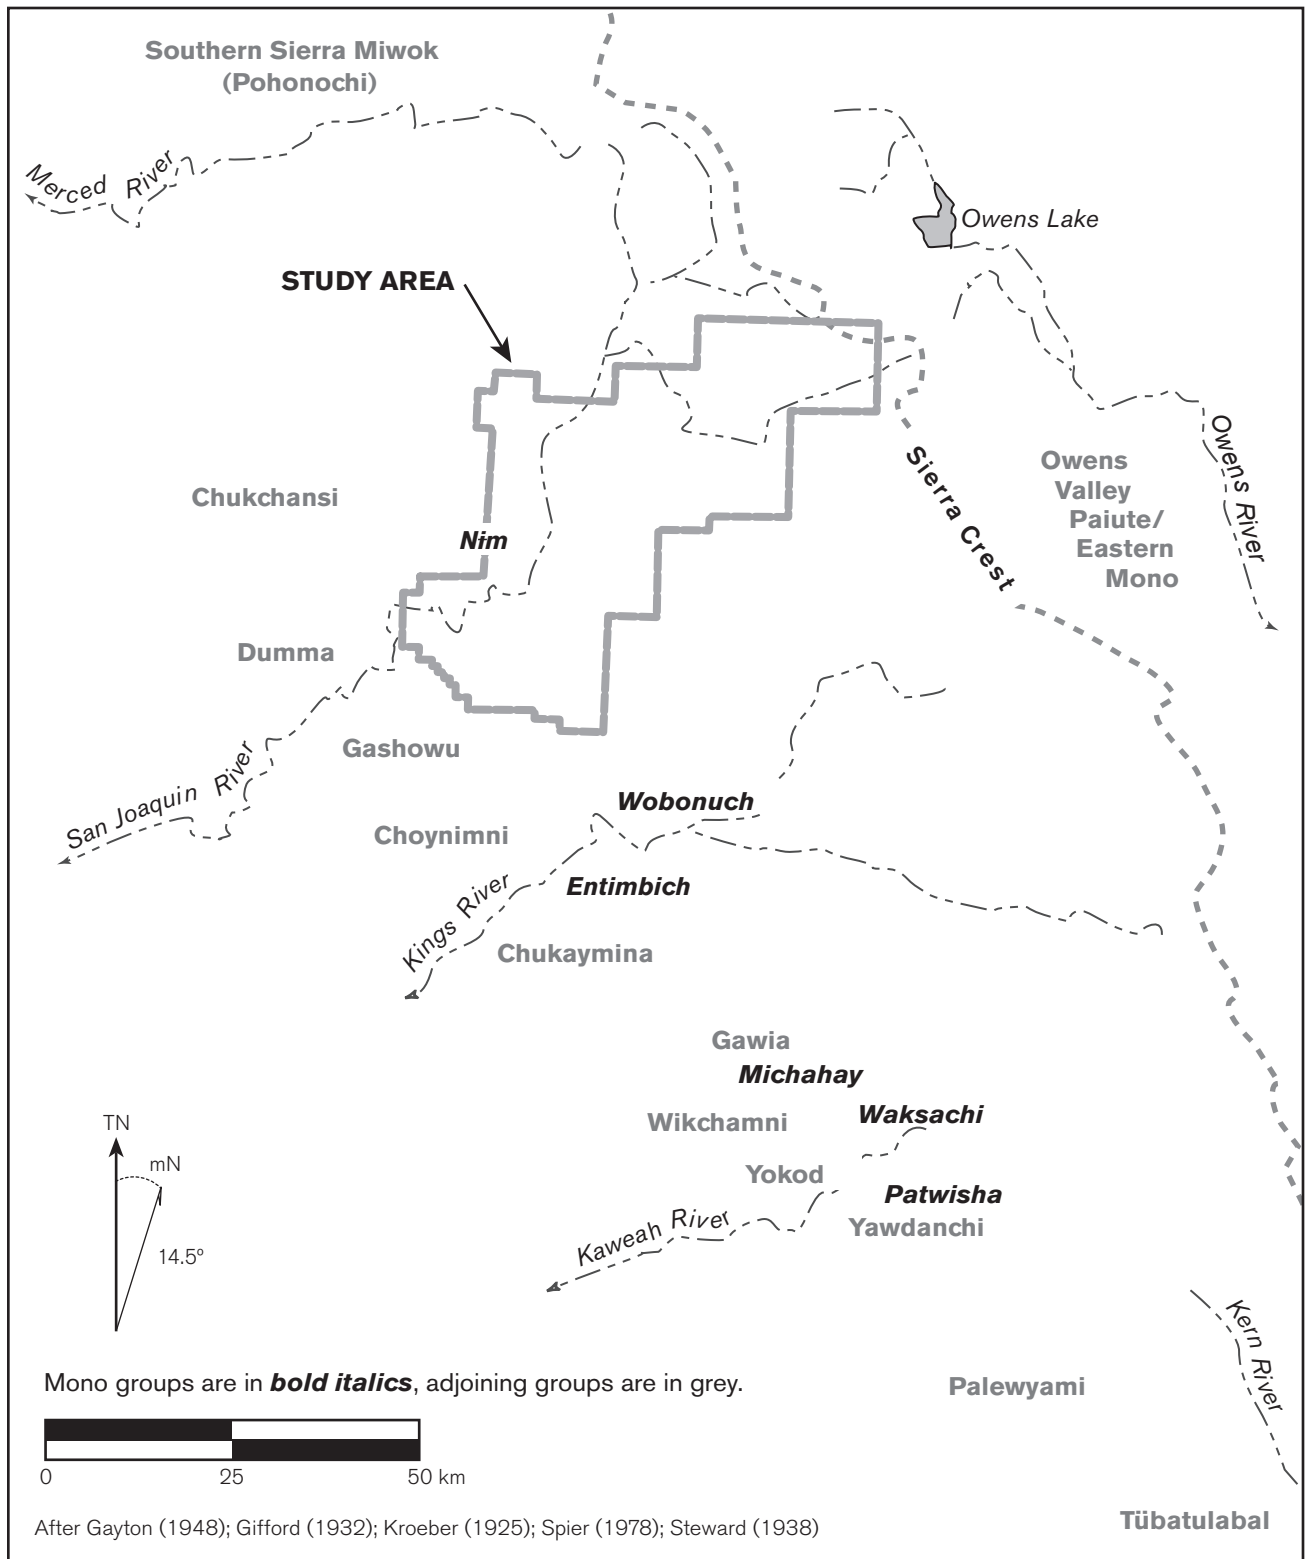 Southern Sierra Miwok
(Pohonochi)
Merced River
Owens Lake
STUDY AREA
Owens River
Sierra Crest
Owens
Valley
Paiute/
Eastern
Mono
Chukchansi
Nɨm
Dumma
Gashowu
San Joaquin River
Wobonuch
Choynimni
Entimbich
Kings River
Chukaymina
Gawia
Michahay
Waksachi
Wikchamni
Yokod
Patwisha
Yawdanchi
Kaweah River
TN
mN
14.5º
Kern River
Mono groups are in bold italics, adjoining groups are in grey.
Palewyami
0 25 50 km
After Gayton (1948); Gifford (1932); Kroeber (1925); Spier (1978); Steward (1938)
Tübatulabal